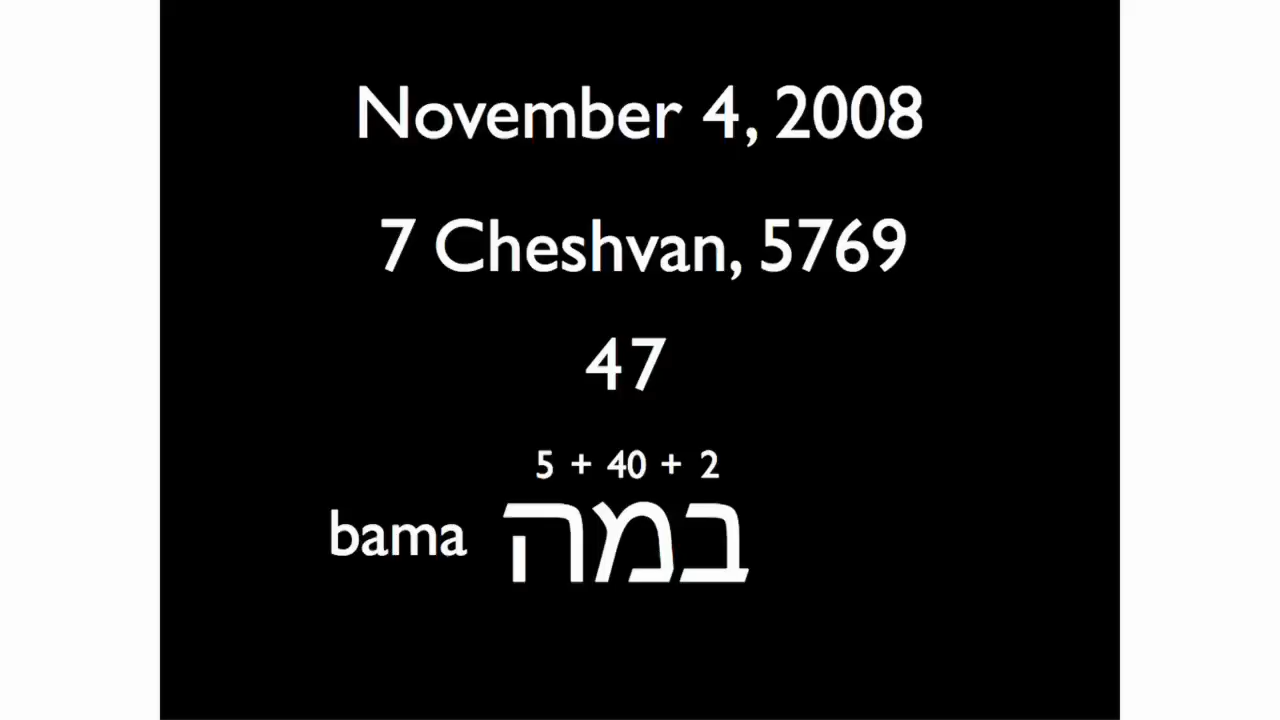 November 4, 2008
7 Cheshvan, 5769
47
5 + 40 + 2
bama במה